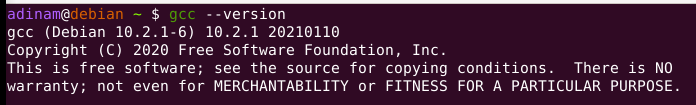 adinam@debian ~ $ gcc --version
gcc (Debian 10.2.1-6) 10.2.1 20210110
Copyright (C) 2020 Free Software Foundation, Inc.
This is free software; see the source for copying conditions.  There is NO
warranty; not even for MERCHANTABILITY or FITNESS FOR A PARTICULAR PURPOSE.